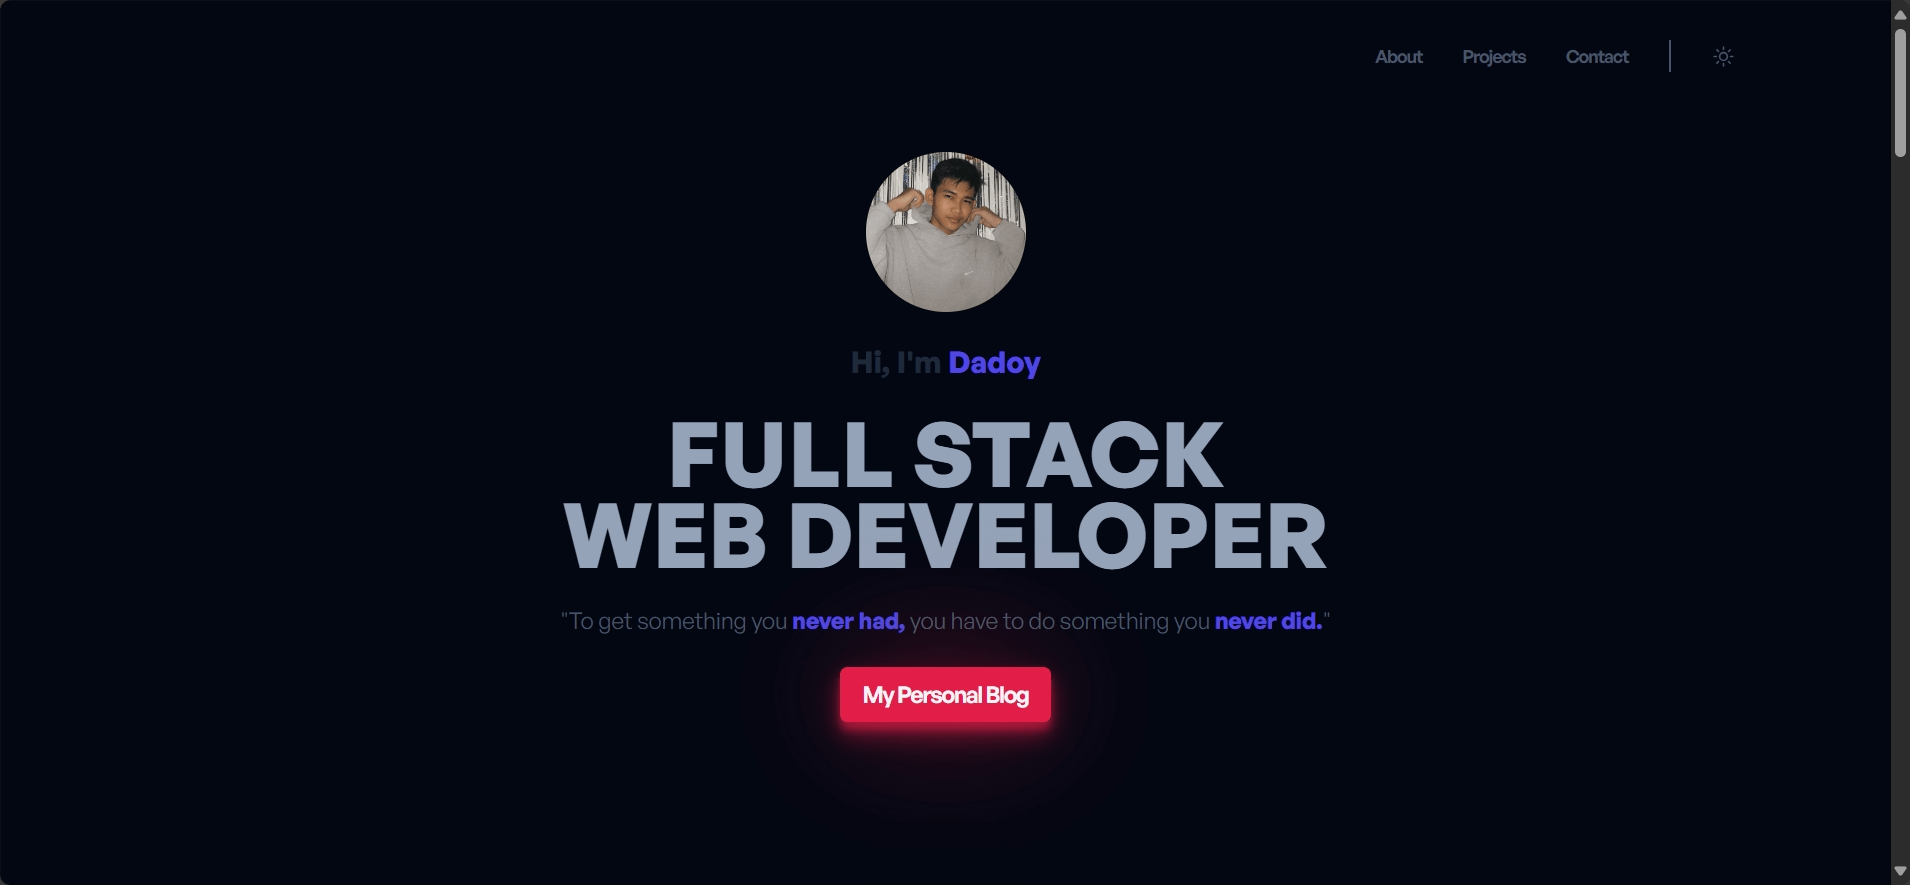 About Projects Contact
Hi, I'm Dadoy
FULL STACK
WEB DEVELOPER
"To get something you never had, you have to do something you never did."
My Personal Blog